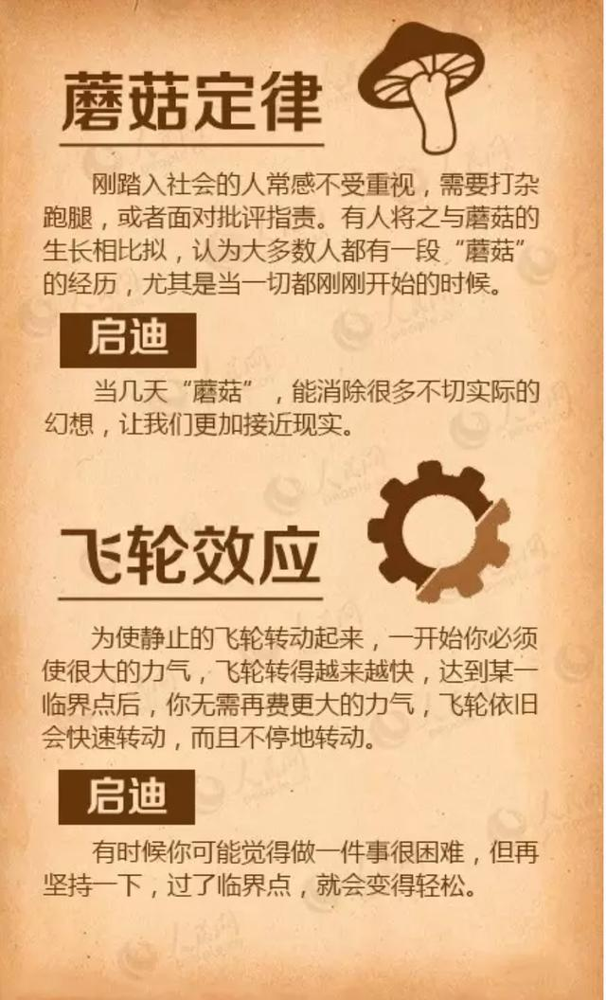 蘑菇定律
刚踏入社会的人常感不受重视，需要打杂
跑腿，或者面对批评指责。有人将之与蘑菇的
生长相比拟，认为大多数人都有一段“蘑菇”
的经历，尤其是当一切都刚刚开始的时候。
启迪
当几天“蘑菇”，能消除很多不切实际的
幻想，让我们更加接近现实。
飞轮效应
为使静止的飞轮转动起来，一开始你必须
使很大的力气，飞轮转得越来越快，达到某一
临界点后，你无需再费更大的力气，飞轮依旧
会快速转动，而且不停地转动。
启迪
有时候你可能觉得做一件事很困难，但再
坚持一下，过了临界点，就会变得轻松。